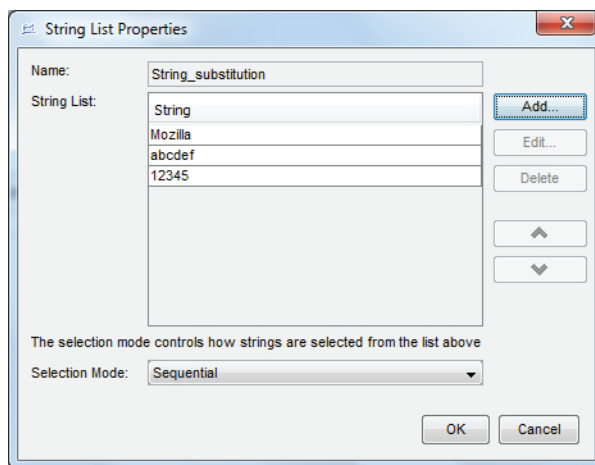 String List Properties
Name: String_substitution
String List: String Add...
Mozilla
Edit...
abcdef
12345 Delete
The selection mode controls how strings are selected from the list above
Selection Mode: Sequential
OK Cancel